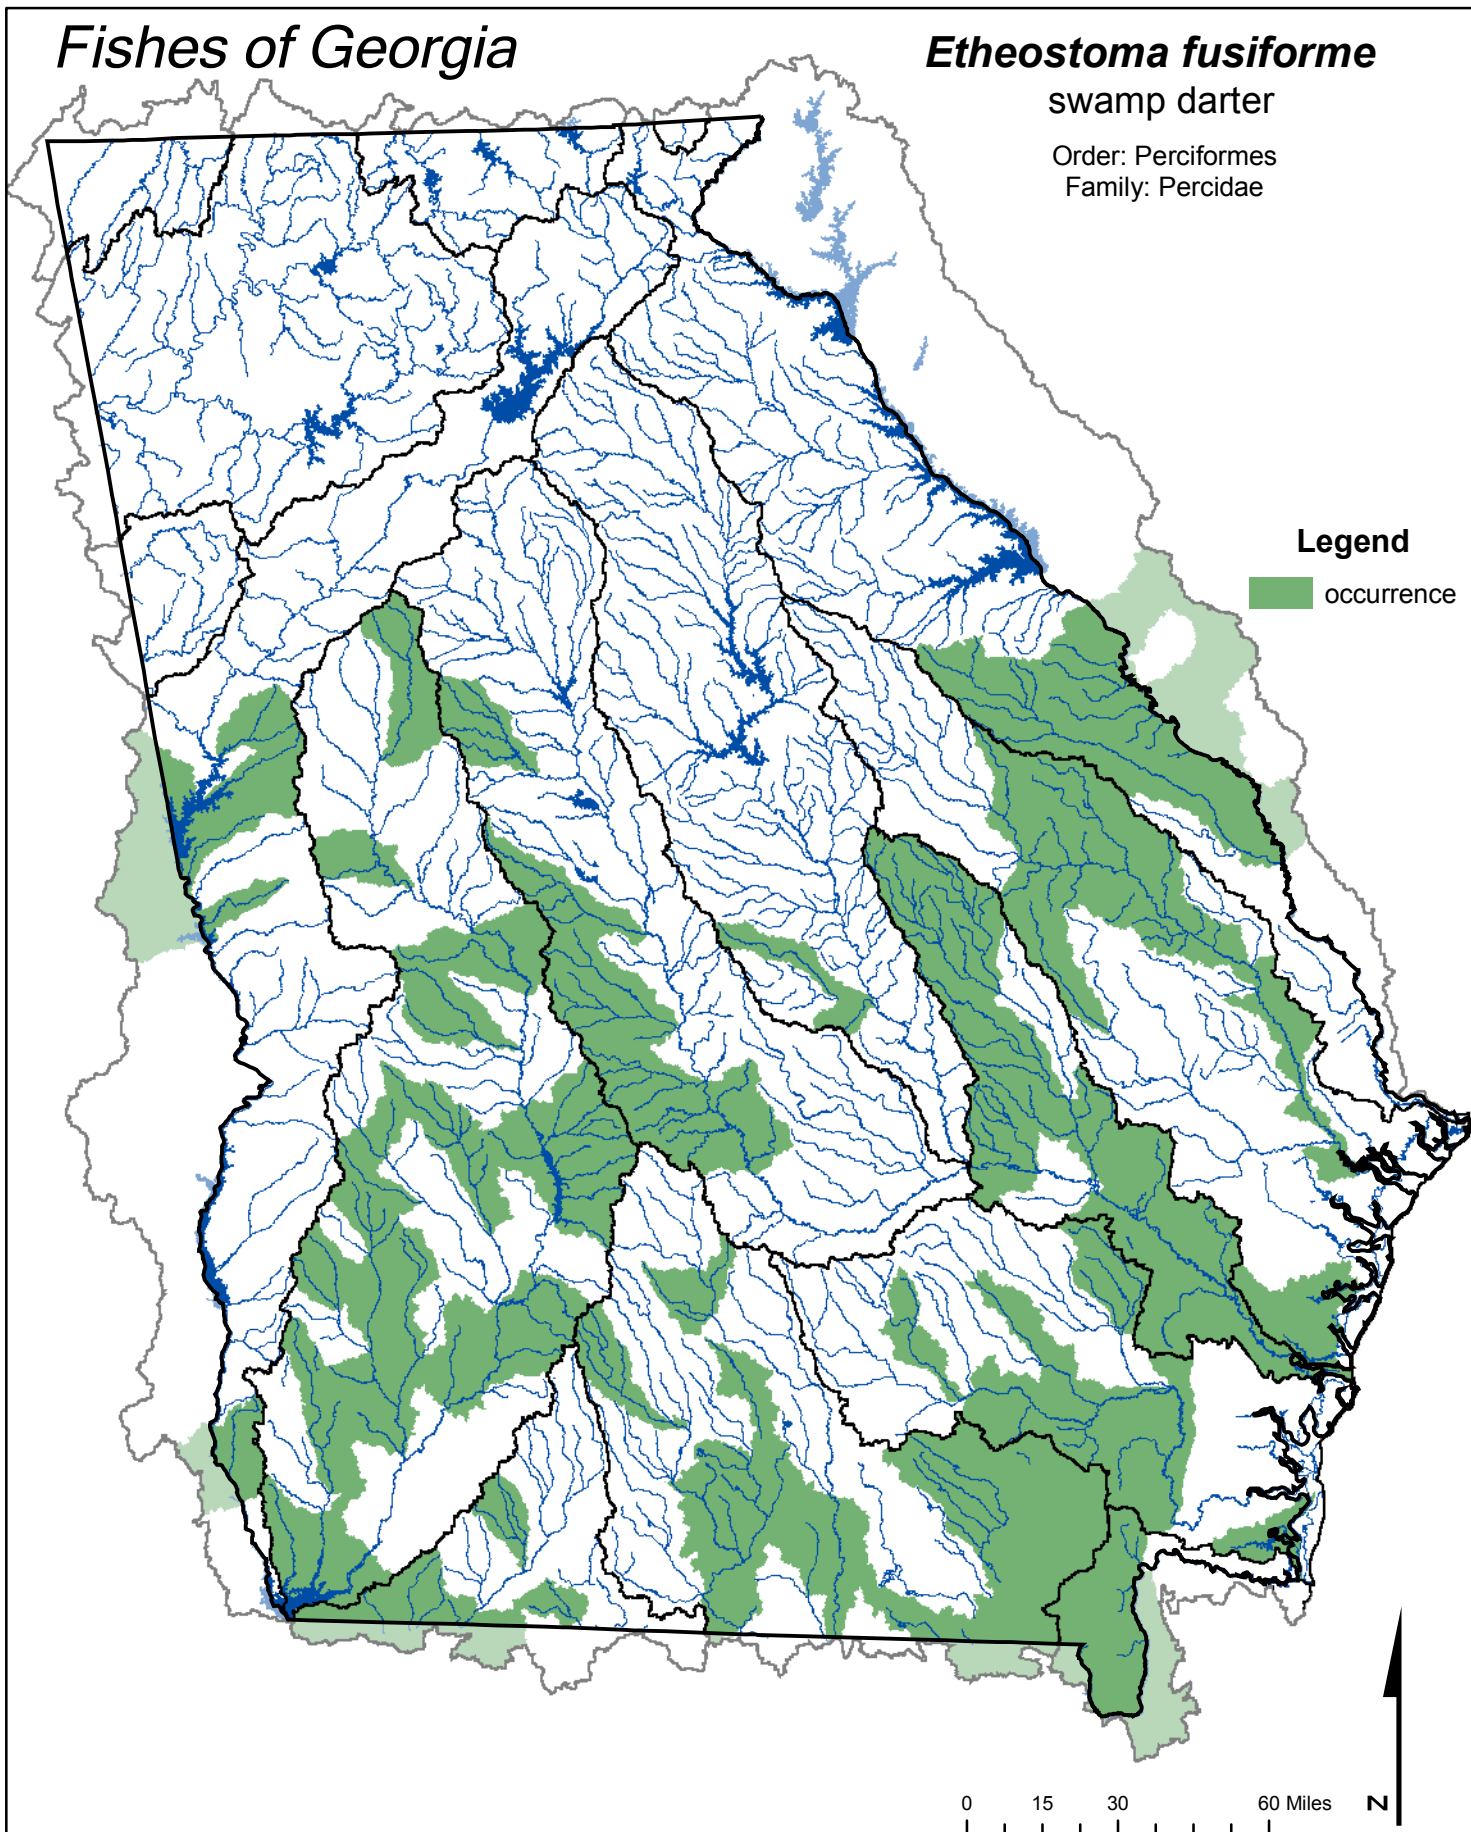 Fishes of Georgia
Etheostoma fusiforme
swamp darter
Order: Perciformes
Family: Percidae
Legend
occurrence
0 15 30 60 Miles
N